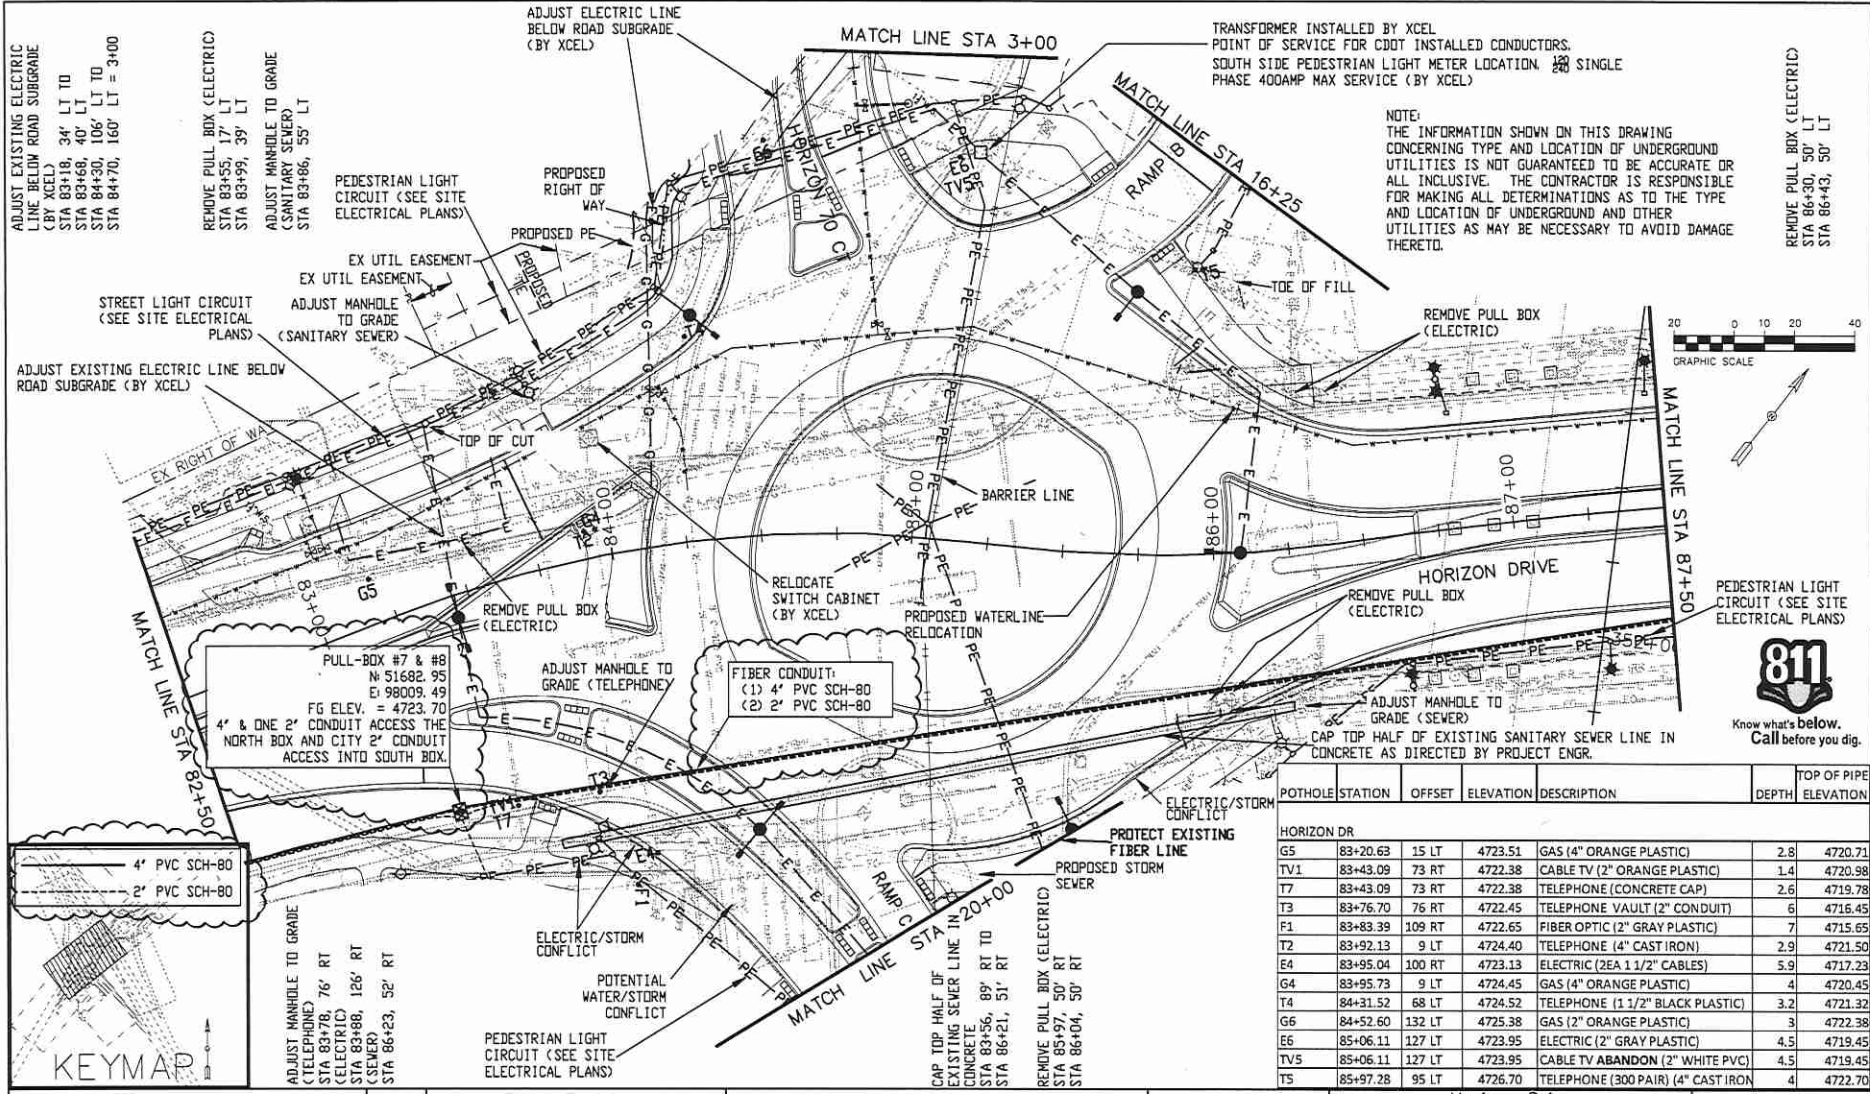 ADJUST EXISTING ELECTRIC
LINE BELOW ROAD SUBGRADE
(BY XCEL)
STA 83+18, 34' LT TO
STA 83+68, 40' LT
STA 84+30, 106' LT TO
STA 84+70, 160' LT = 3+00
REMOVE PULL BOX (ELECTRIC)
STA 83+55, 17' LT
STA 83+99, 39' LT
ADJUST MANHOLE TO GRADE
(SANITARY SEWER)
STA 83+86, 55' LT
ADJUST ELECTRIC LINE
BELOW ROAD SUBGRADE
(BY XCEL)
MATCH LINE STA 3+00
TRANSFORMER INSTALLED BY XCEL
POINT OF SERVICE FOR CDOT INSTALLED CONDUCTORS.
SOUTH SIDE PEDESTRIAN LIGHT METER LOCATION. 120/240 SINGLE
PHASE 400AMP MAX SERVICE (BY XCEL)
MATCH LINE STA 16+25
NOTE:
THE INFORMATION SHOWN ON THIS DRAWING
CONCERNING TYPE AND LOCATION OF UNDERGROUND
UTILITIES IS NOT GUARANTEED TO BE ACCURATE OR
ALL INCLUSIVE. THE CONTRACTOR IS RESPONSIBLE
FOR MAKING ALL DETERMINATIONS AS TO THE TYPE
AND LOCATION OF UNDERGROUND AND OTHER
UTILITIES AS MAY BE NECESSARY TO AVOID DAMAGE
THERETO.
REMOVE PULL BOX (ELECTRIC)
STA 86+30, 50' LT
STA 86+43, 50' LT
PEDESTRIAN LIGHT
CIRCUIT (SEE SITE
ELECTRICAL PLANS)
PROPOSED
RIGHT OF
WAY
PROPOSED PE
PROPOSED
EX UTIL EASEMENT
EX UTIL EASEMENT
HORIZON 70 CT
RAMP B
E6
TV5
STREET LIGHT CIRCUIT
(SEE SITE ELECTRICAL
PLANS)
ADJUST MANHOLE
TO GRADE
(SANITARY SEWER)
ADJUST EXISTING ELECTRIC LINE BELOW
ROAD SUBGRADE (BY XCEL)
TOE OF FILL
REMOVE PULL BOX
(ELECTRIC)
20 0 10 20 40
GRAPHIC SCALE
EX RIGHT OF WAY
TOP OF CUT
BARRIER LINE
83+00
84+00
85+00
86+00
87+00
G5
G4
HORIZON DRIVE
MATCH LINE STA 87+50
MATCH LINE STA 82+50
REMOVE PULL BOX
(ELECTRIC)
RELOCATE
SWITCH CABINET
(BY XCEL)
PROPOSED WATERLINE
RELOCATION
REMOVE PULL BOX
(ELECTRIC)
PEDESTRIAN LIGHT
CIRCUIT (SEE SITE
ELECTRICAL PLANS)
811
Know what's below.
Call before you dig.
PULL-BOX #7 & #8
N: 51682.95
E: 98009.49
FG ELEV. = 4723.70
4" & ONE 2" CONDUIT ACCESS THE
NORTH BOX AND CITY 2" CONDUIT
ACCESS INTO SOUTH BOX.
ADJUST MANHOLE TO
GRADE (TELEPHONE)
FIBER CONDUIT:
(1) 4" PVC SCH-80
(2) 2" PVC SCH-80
ADJUST MANHOLE TO
GRADE (SEWER)
CAP TOP HALF OF EXISTING SANITARY SEWER LINE IN
CONCRETE AS DIRECTED BY PROJECT ENGR.
T3
T7
E4
F1
ELECTRIC/STORM
CONFLICT
PROTECT EXISTING
FIBER LINE
PROPOSED STORM
SEWER
RAMP C
MATCH LINE STA 20+00
4" PVC SCH-80
2" PVC SCH-80
KEYMAP
ADJUST MANHOLE TO GRADE
(TELEPHONE)
STA 83+78, 76' RT
(ELECTRIC)
STA 83+88, 126' RT
(SEWER)
STA 86+23, 52' RT
ELECTRIC/STORM
CONFLICT
POTENTIAL
WATER/STORM
CONFLICT
PEDESTRIAN LIGHT
CIRCUIT (SEE SITE
ELECTRICAL PLANS)
CAP TOP HALF OF
EXISTING SEWER LINE IN
CONCRETE
STA 83+56, 89' RT TO
STA 86+21, 51' RT
REMOVE PULL BOX (ELECTRIC)
STA 85+97, 50' RT
STA 86+04, 50' RT
POTHOLE STATION OFFSET ELEVATION DESCRIPTION DEPTH TOP OF PIPE ELEVATION
HORIZON DR
G5 83+20.63 15 LT 4723.51 GAS (4" ORANGE PLASTIC) 2.8 4720.71
TV1 83+43.09 73 RT 4722.38 CABLE TV (2" ORANGE PLASTIC) 1.4 4720.98
T7 83+43.09 73 RT 4722.38 TELEPHONE (CONCRETE CAP) 2.6 4719.78
T3 83+76.70 76 RT 4722.45 TELEPHONE VAULT (2" CONDUIT) 6 4716.45
F1 83+83.39 109 RT 4722.65 FIBER OPTIC (2" GRAY PLASTIC) 7 4715.65
T2 83+92.13 9 LT 4724.40 TELEPHONE (4" CAST IRON) 2.9 4721.50
E4 83+95.04 100 RT 4723.13 ELECTRIC (2EA 1 1/2" CABLES) 5.9 4717.23
G4 83+95.73 9 LT 4724.45 GAS (4" ORANGE PLASTIC) 4 4720.45
T4 84+31.52 68 LT 4724.52 TELEPHONE (1 1/2" BLACK PLASTIC) 3.2 4721.32
G6 84+52.60 132 LT 4725.38 GAS (2" ORANGE PLASTIC) 3 4722.38
E6 85+06.11 127 LT 4723.95 ELECTRIC (2" GRAY PLASTIC) 4.5 4719.45
TV5 85+06.11 127 LT 4723.95 CABLE TV ABANDON (2" WHITE PVC) 4.5 4719.45
T5 85+97.28 95 LT 4726.70 TELEPHONE (300 PAIR) (4" CAST IRON 4 4722.70